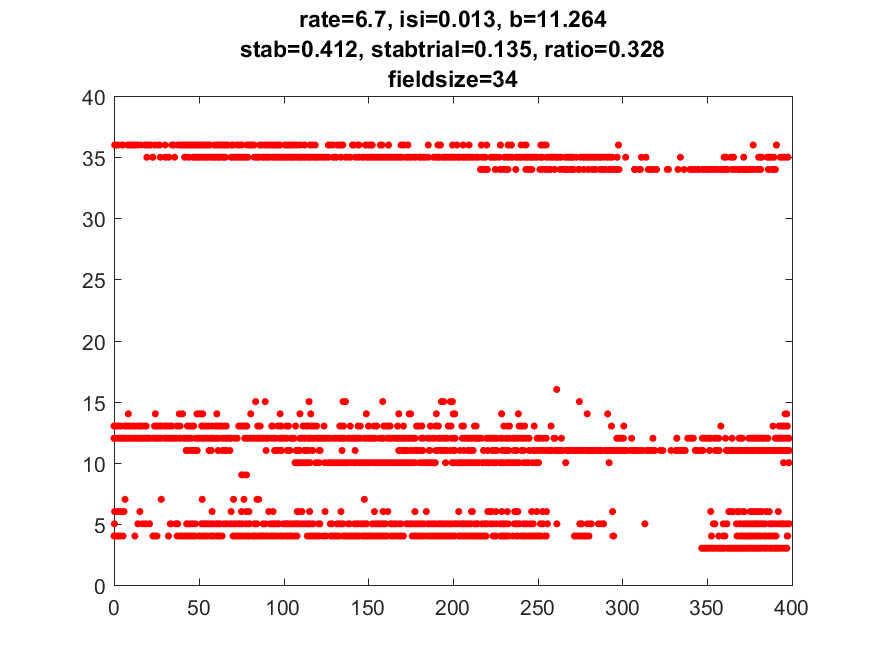 rate=6.7, isi=0.013, b=11.264
stab=0.412, stabtrial=0.135, ratio=0.328
fieldsize=34
40
35
30
25
20
15
10
5
0
0 50 100 150 200 250 300 350 400